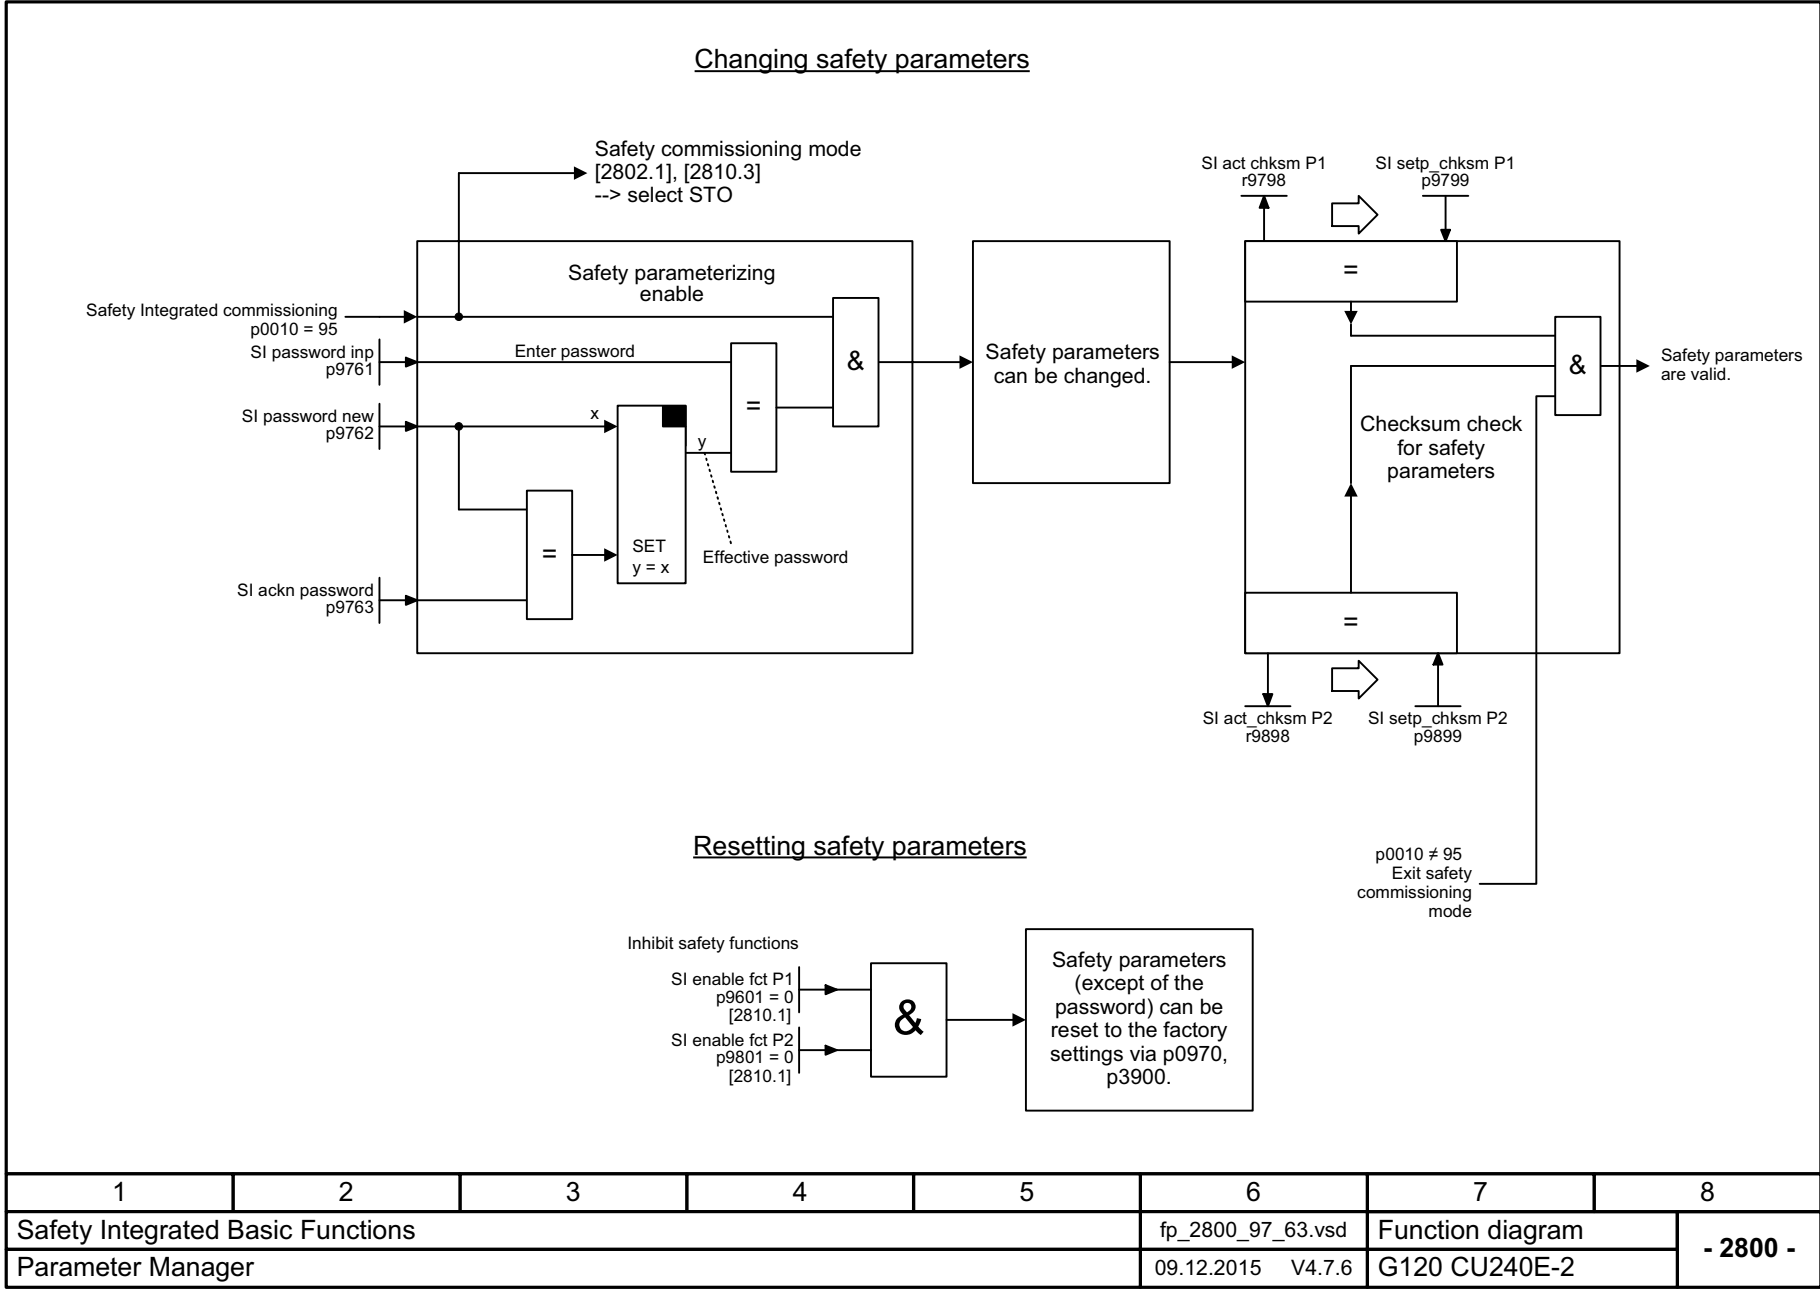 Changing safety parameters
Safety commissioning mode
[2802.1], [2810.3]
--> select STO
SI act chksm P1
r9798
SI setp_chksm P1
p9799
Safety parameterizing
enable
=
Safety Integrated commissioning
p0010 = 95
SI password inp
p9761
Enter password
&
=
Safety parameters
can be changed.
&
Safety parameters
are valid.
SI password new
p9762
x
y
Checksum check
for safety
parameters
=
SET
y = x
Effective password
SI ackn password
p9763
=
SI act_chksm P2
r9898
SI setp_chksm P2
p9899
Resetting safety parameters
p0010 ≠ 95
Exit safety
commissioning
mode
Inhibit safety functions
SI enable fct P1
p9601 = 0
[2810.1]
SI enable fct P2
p9801 = 0
[2810.1]
&
Safety parameters
(except of the
password) can be
reset to the factory
settings via p0970,
p3900.
1 2 3 4 5 6 7 8
Safety Integrated Basic Functions
fp_2800_97_63.vsd
Function diagram
- 2800 -
Parameter Manager
09.12.2015 V4.7.6
G120 CU240E-2